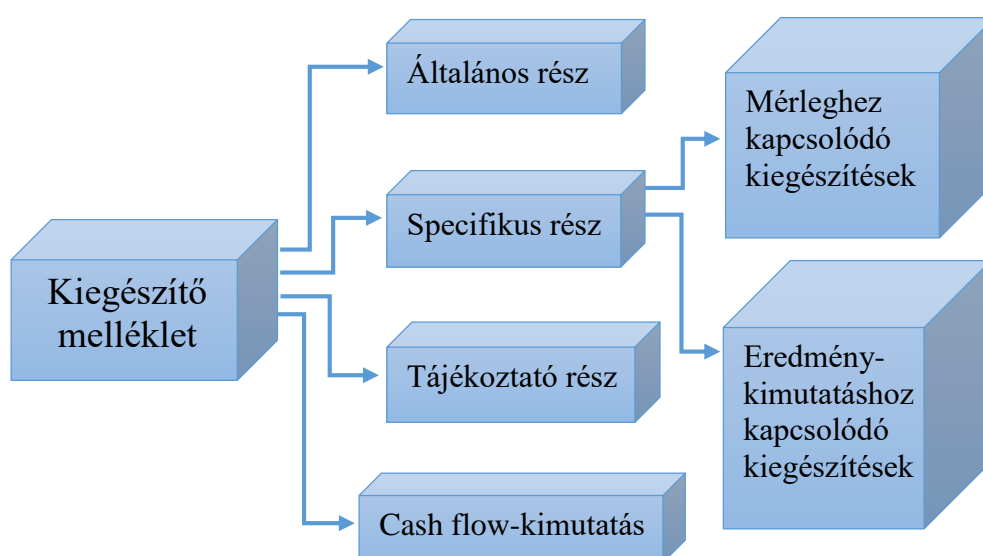 Kiegészítő
melléklet
Általános rész
Specifikus rész
Tájékoztató rész
Cash flow-kimutatás
Mérleghez
kapcsolódó
kiegészítések
Eredmény-
kimutatáshoz
kapcsolódó
kiegészítések